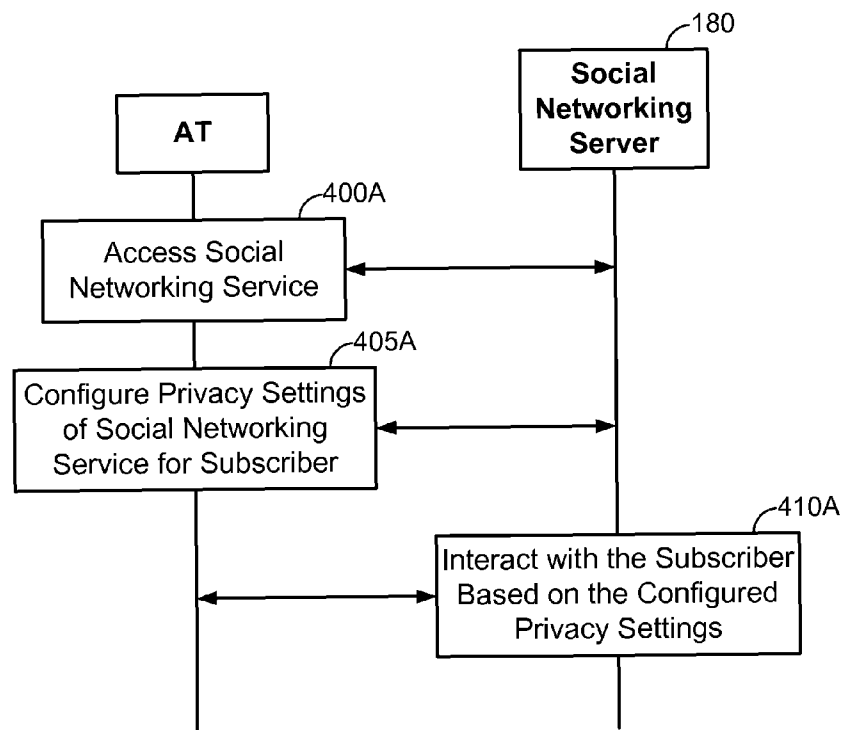 180
Social
Networking
Server
AT
400A
Access Social
Networking Service
405A
Configure Privacy Settings
of Social Networking
Service for Subscriber
410A
Interact with the Subscriber
Based on the Configured
Privacy Settings